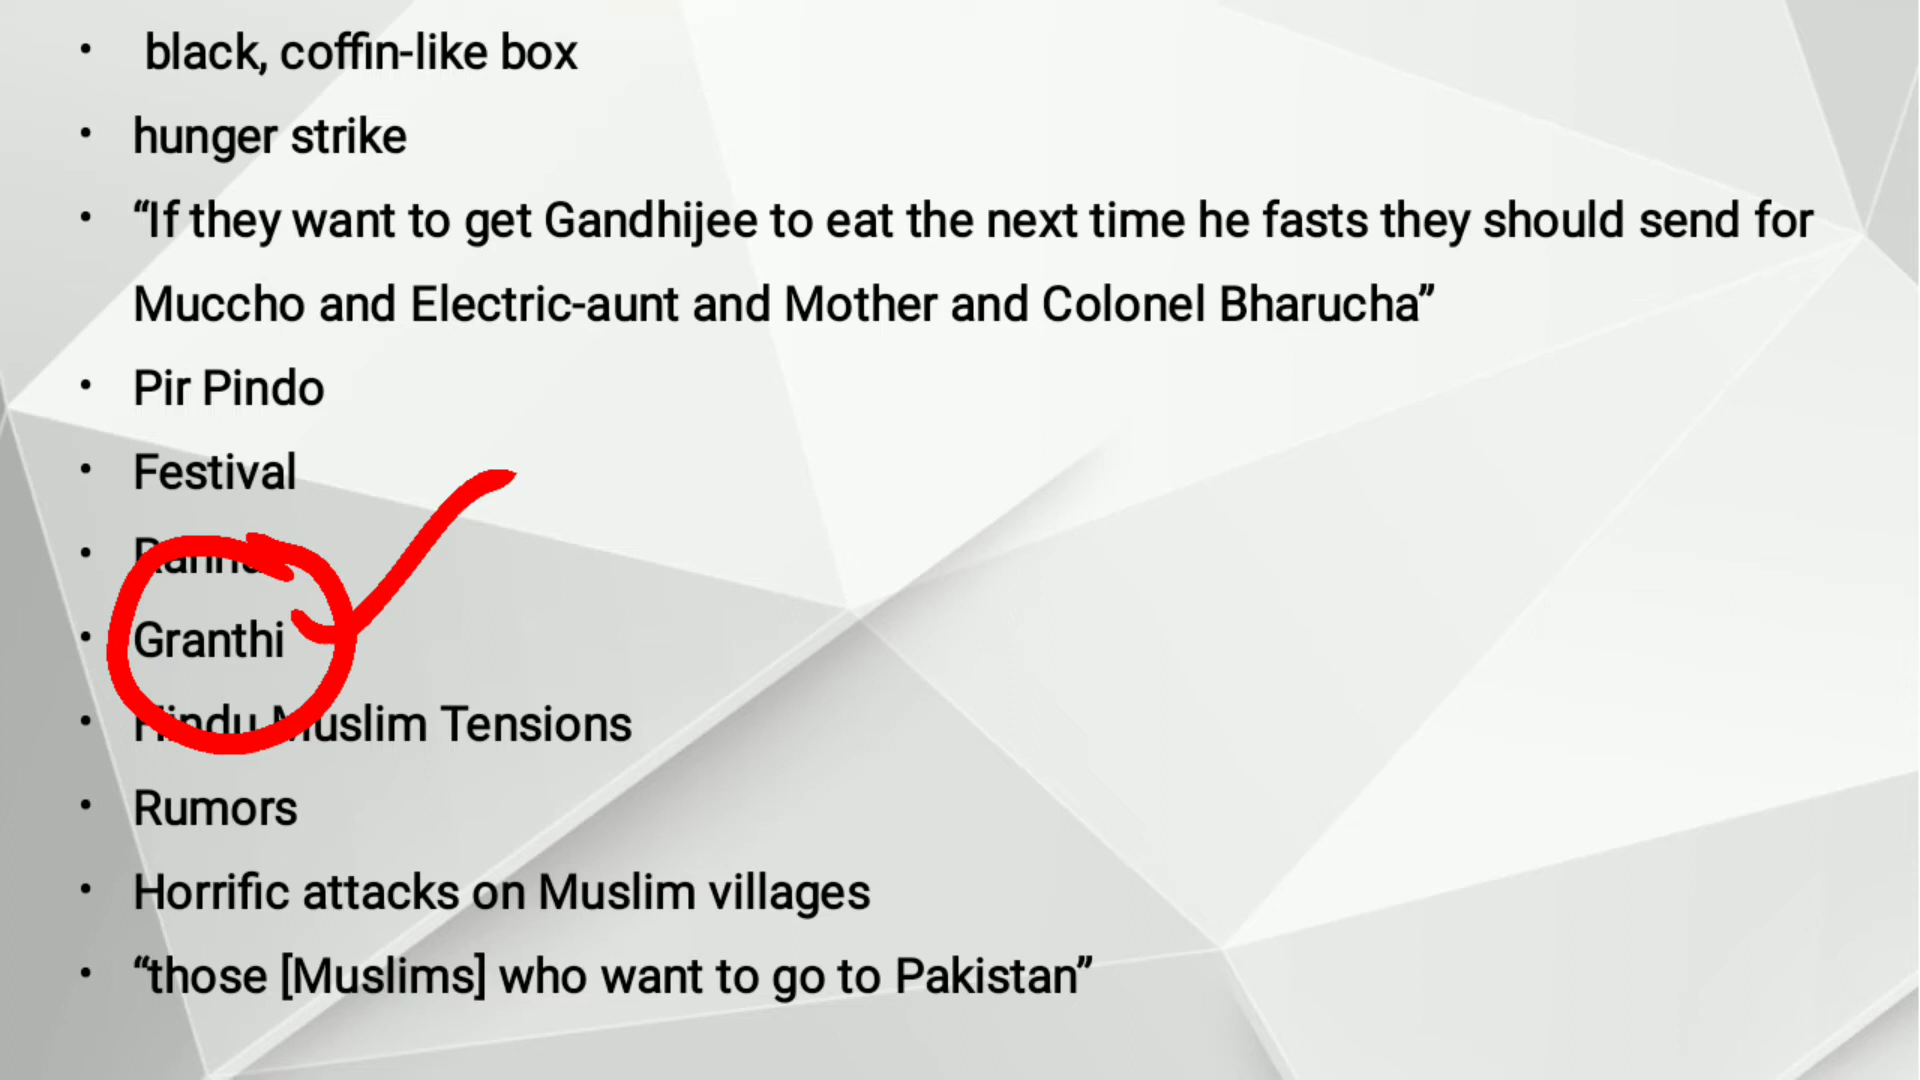 • black, coffin-like box
• hunger strike
• “If they want to get Gandhijee to eat the next time he fasts they should send for
Muccho and Electric-aunt and Mother and Colonel Bharucha”
• Pir Pindo
• Festival
• Ranna
• Granthi
• Hindu Muslim Tensions
• Rumors
• Horrific attacks on Muslim villages
• “those [Muslims] who want to go to Pakistan”